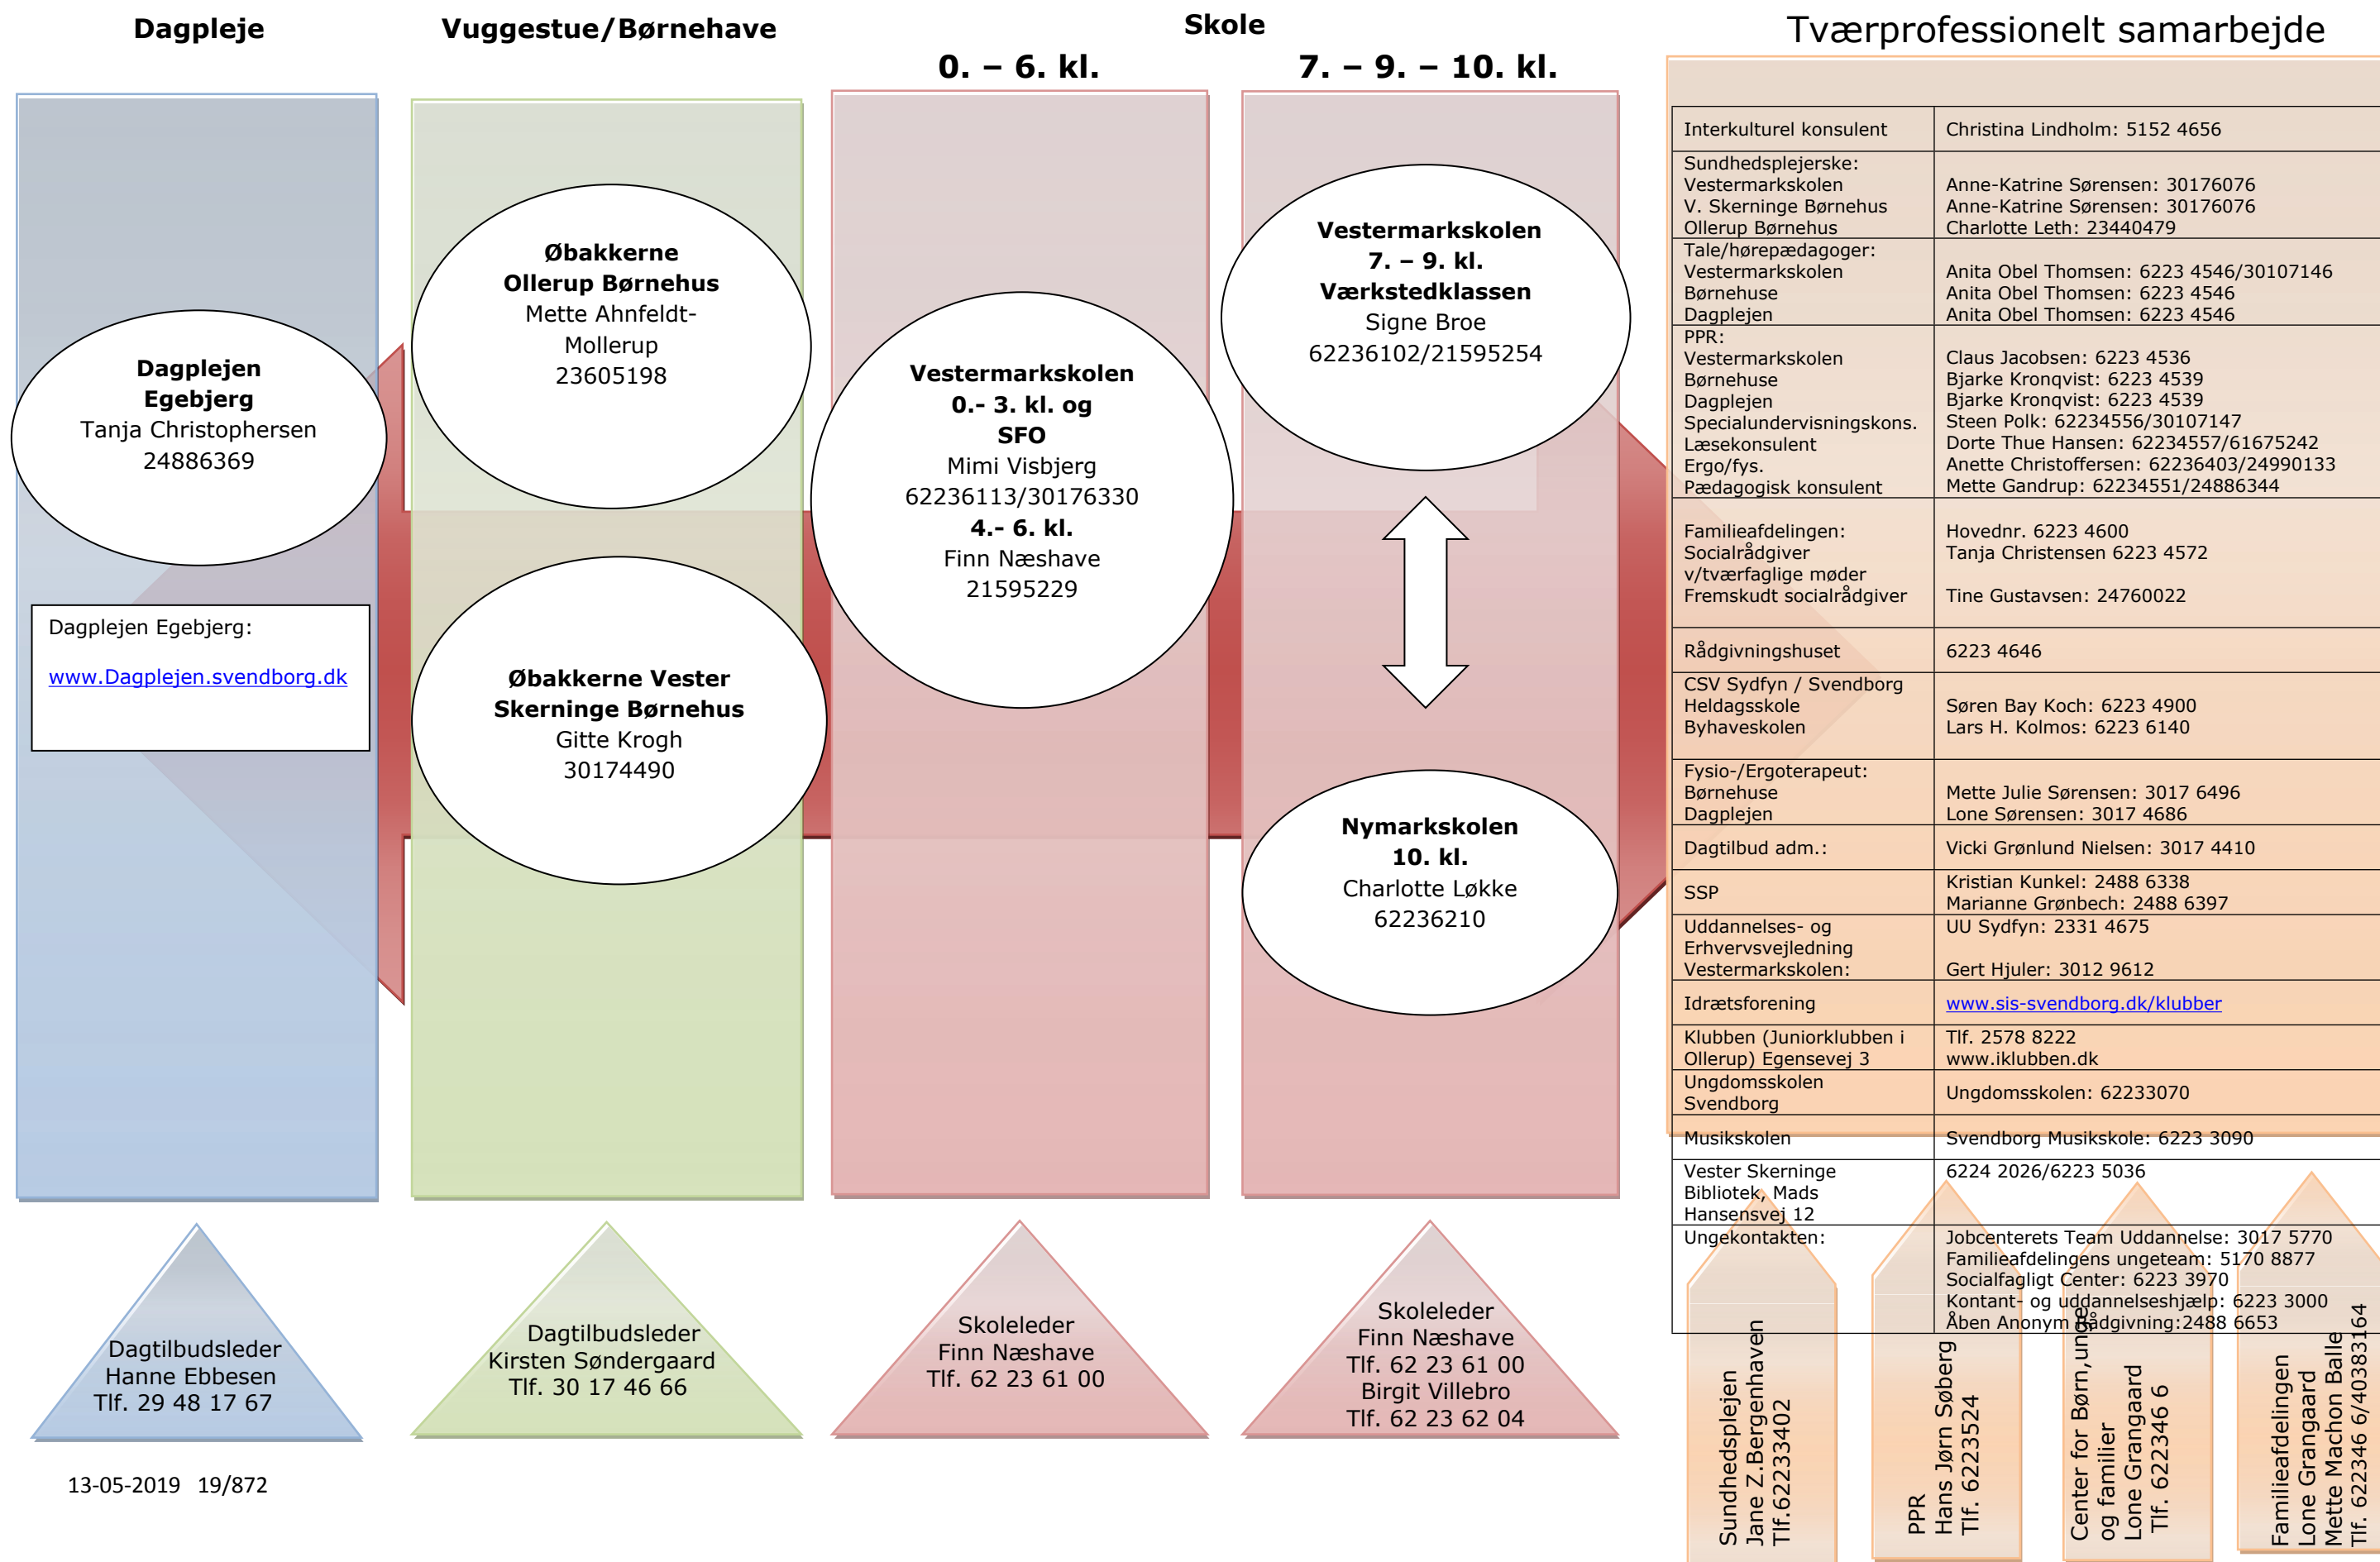 Dagpleje
Vuggestue/Børnehave
Skole
0. – 6. kl.
7. – 9. – 10. kl.
Tværprofessionelt samarbejde
Dagplejen
Egebjerg
Tanja Christophersen
24886369
Dagplejen Egebjerg:
www.Dagplejen.svendborg.dk
Øbakkerne
Ollerup Børnehus
Mette Ahnfeldt-
Mollerup
23605198
Øbakkerne Vester
Skerninge Børnehus
Gitte Krogh
30174490
Vestermarkskolen
0.- 3. kl. og
SFO
Mimi Visbjerg
62236113/30176330
4.- 6. kl.
Finn Næshave
21595229
Vestermarkskolen
7. – 9. kl.
Værkstedklassen
Signe Broe
62236102/21595254
Nymarkskolen
10. kl.
Charlotte Løkke
62236210
Interkulturel konsulent Christina Lindholm: 5152 4656
Sundhedsplejerske:
Vestermarkskolen Anne-Katrine Sørensen: 30176076
V. Skerninge Børnehus Anne-Katrine Sørensen: 30176076
Ollerup Børnehus Charlotte Leth: 23440479
Tale/hørepædagoger:
Vestermarkskolen Anita Obel Thomsen: 6223 4546/30107146
Børnehuse Anita Obel Thomsen: 6223 4546
Dagplejen Anita Obel Thomsen: 6223 4546
PPR:
Vestermarkskolen Claus Jacobsen: 6223 4536
Børnehuse Bjarke Kronqvist: 6223 4539
Dagplejen Bjarke Kronqvist: 6223 4539
Specialundervisningskons. Steen Polk: 62234556/30107147
Læsekonsulent Dorte Thue Hansen: 62234557/61675242
Ergo/fys. Anette Christoffersen: 62236403/24990133
Pædagogisk konsulent Mette Gandrup: 62234551/24886344
Familieafdelingen: Hovednr. 6223 4600
Socialrådgiver Tanja Christensen 6223 4572
v/tværfaglige møder
Fremskudt socialrådgiver Tine Gustavsen: 24760022
Rådgivningshuset 6223 4646
CSV Sydfyn / Svendborg
Heldagsskole Søren Bay Koch: 6223 4900
Byhaveskolen Lars H. Kolmos: 6223 6140
Fysio-/Ergoterapeut:
Børnehuse Mette Julie Sørensen: 3017 6496
Dagplejen Lone Sørensen: 3017 4686
Dagtilbud adm.: Vicki Grønlund Nielsen: 3017 4410
SSP Kristian Kunkel: 2488 6338
Marianne Grønbech: 2488 6397
Uddannelses- og UU Sydfyn: 2331 4675
Erhvervsvejledning
Vestermarkskolen: Gert Hjuler: 3012 9612
Idrætsforening www.sis-svendborg.dk/klubber
Klubben (Juniorklubben i Tlf. 2578 8222
Ollerup) Egensevej 3 www.iklubben.dk
Ungdomsskolen
Svendborg Ungdomsskolen: 62233070
Musikskolen Svendborg Musikskole: 6223 3090
Vester Skerninge 6224 2026/6223 5036
Bibliotek, Mads
Hansensvej 12
Ungekontakten: Jobcenterets Team Uddannelse: 3017 5770
Familieafdelingens ungeteam: 5170 8877
Socialfagligt Center: 6223 3970
Kontant- og uddannelseshjælp: 6223 3000
Åben Anonym Rådgivning:2488 6653
Dagtilbudsleder
Hanne Ebbesen
Tlf. 29 48 17 67
Dagtilbudsleder
Kirsten Søndergaard
Tlf. 30 17 46 66
Skoleleder
Finn Næshave
Tlf. 62 23 61 00
Skoleleder
Finn Næshave
Tlf. 62 23 61 00
Birgit Villebro
Tlf. 62 23 62 04
Sundhedsplejen
Jane Z.Bergenhaven
Tlf.62233402
PPR
Hans Jørn Søberg
Tlf. 6223524
Center for Børn,unge
og familier
Lone Grangaard
Tlf. 622346 6
Familieafdelingen
Lone Grangaard
Mette Machon Balle
Tlf. 622346 6/40383164
13-05-2019 19/872